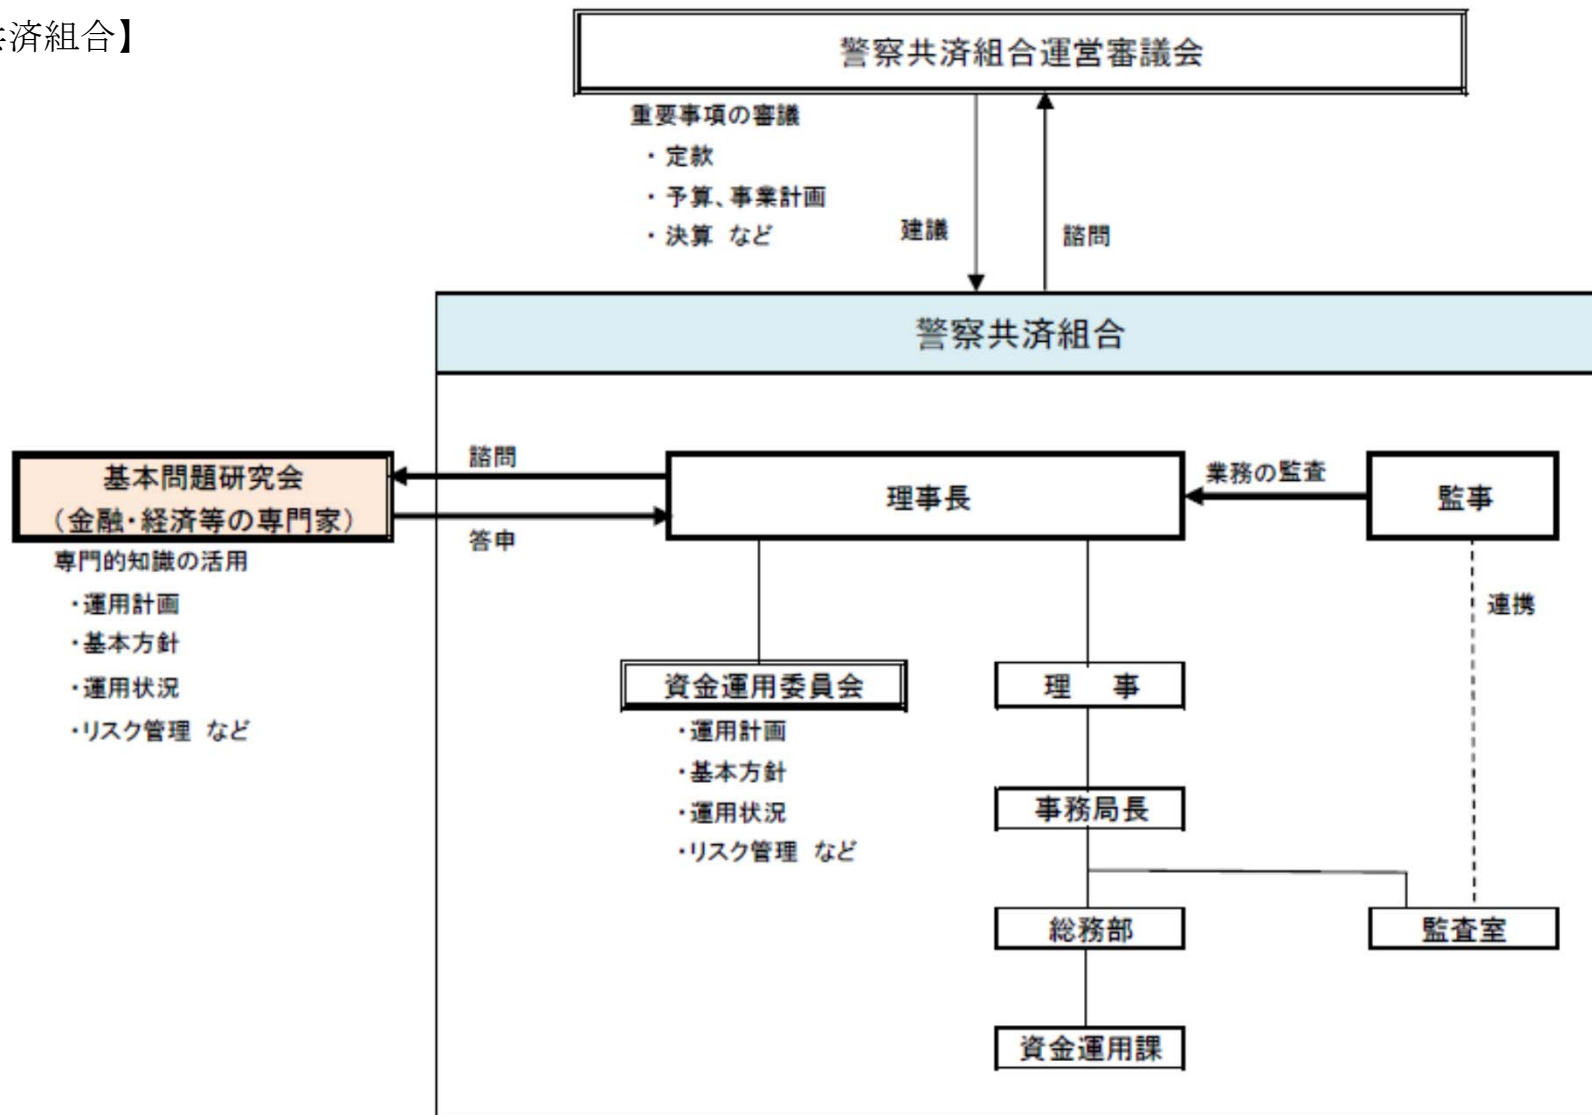 済組合】
警察共済組合運営審議会
重要事項の審議
・定款
・予算、事業計画
・決算 など
建議
諮問
警察共済組合
基本問題研究会
（金融・経済等の専門家）
専門的知識の活用
・運用計画
・基本方針
・運用状況
・リスク管理 など
諮問
答申
理事長
業務の監査
監事
連携
資金運用委員会
・運用計画
・基本方針
・運用状況
・リスク管理 など
理 事
事務局長
総務部
監査室
資金運用課